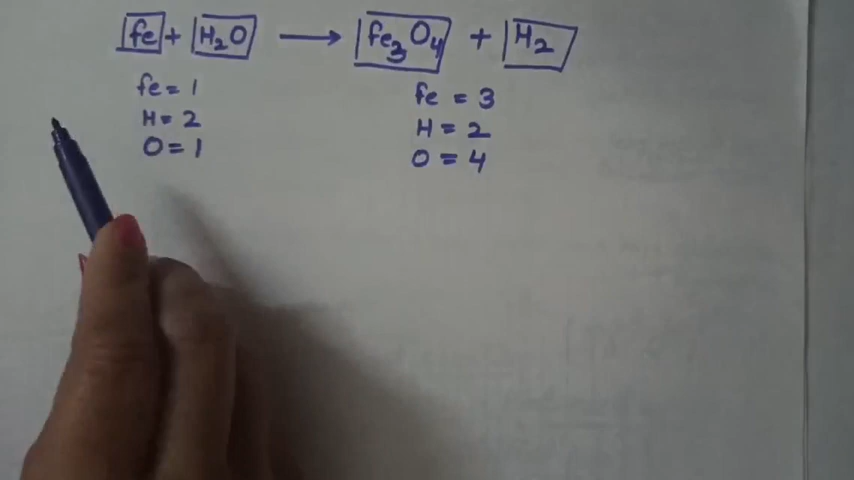 fe + H₂O ⟶ fe₃O₄ + H₂
fe = 1
H = 2
O = 1
fe = 3
H = 2
O = 4